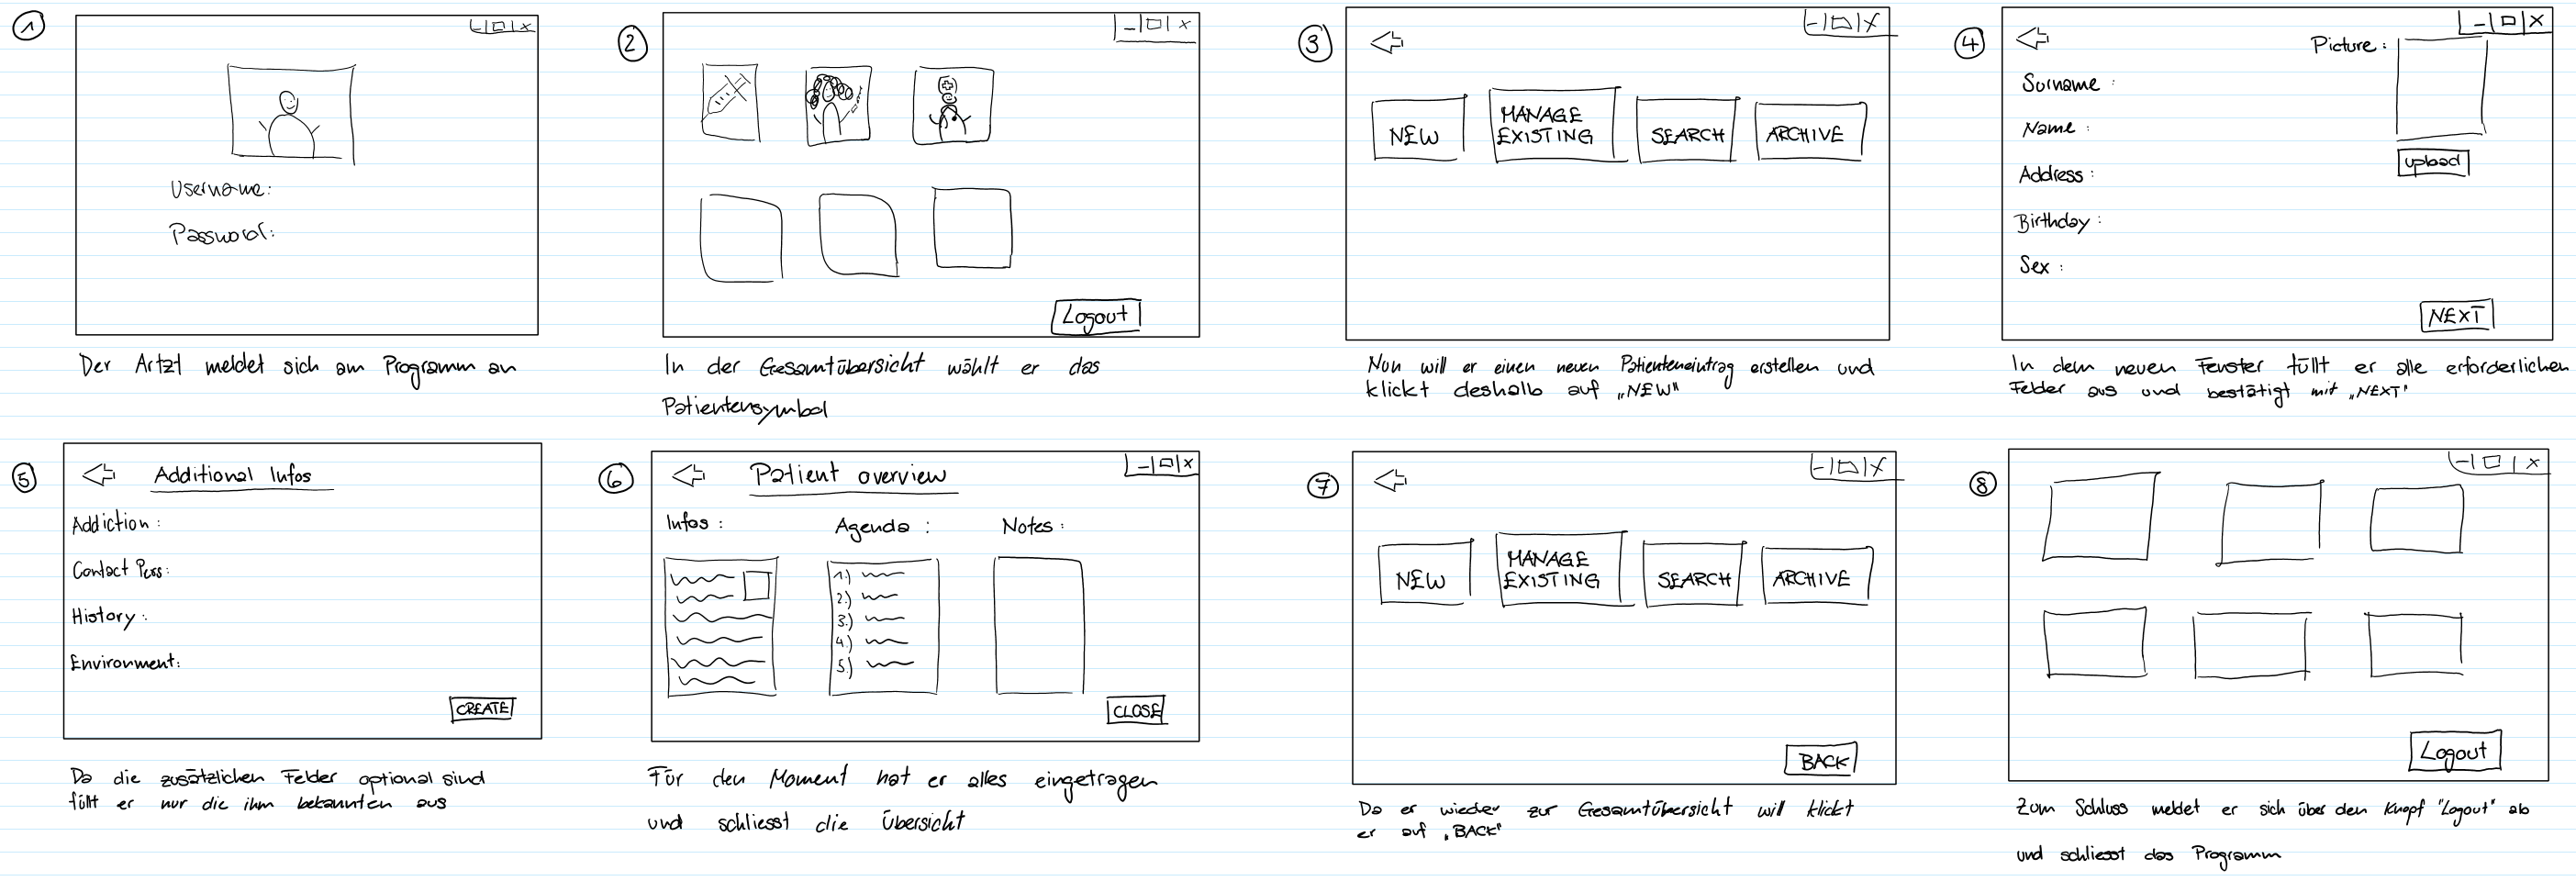 1
Username:
Password:
Der Artzt meldet sich am Programm an
2
Logout
In der Gesamtübersicht wählt er das
Patientensymbol
3
NEW
MANAGE
EXISTING
SEARCH
ARCHIVE
Nun will er einen neuen Patienteneintrag erstellen und
klickt deshalb auf „NEW"
4
Picture:
Surname :
Name :
Address :
Birthday :
Sex :
upload
NEXT
In dem neuen Fenster füllt er alle erforderlichen
Felder aus und bestätigt mit „NEXT"
5
Additional Infos
Addiction :
Contact Pers:
History :
Environment:
CREATE
Da die zusätzlichen Felder optional sind
füllt er nur die ihm bekannten aus
6
Patient overview
Infos :
Agenda :
Notes :
1.)
2.)
3.)
4.)
5.)
CLOSE
Für den Moment hat er alles eingetragen
und schliesst die Übersicht
7
NEW
MANAGE
EXISTING
SEARCH
ARCHIVE
BACK
Da er wieder zur Gesamtübersicht will klickt
er auf „BACK"
8
Logout
Zum Schluss meldet er sich über den Knopf "Logout" ab
und schliesst das Programm